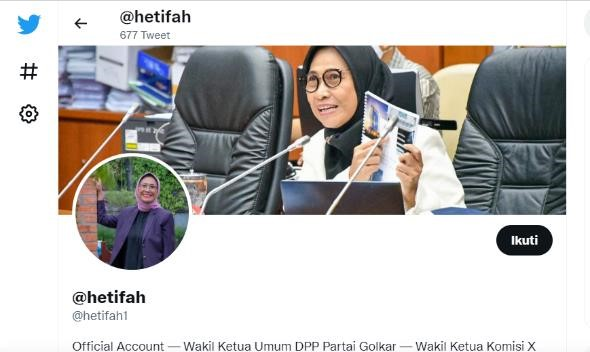 @hetifah
677 Tweet
Ikuti
@hetifah
@hetifah1
Official Account — Wakil Ketua Umum DPP Partai Golkar — Wakil Ketua Komisi X